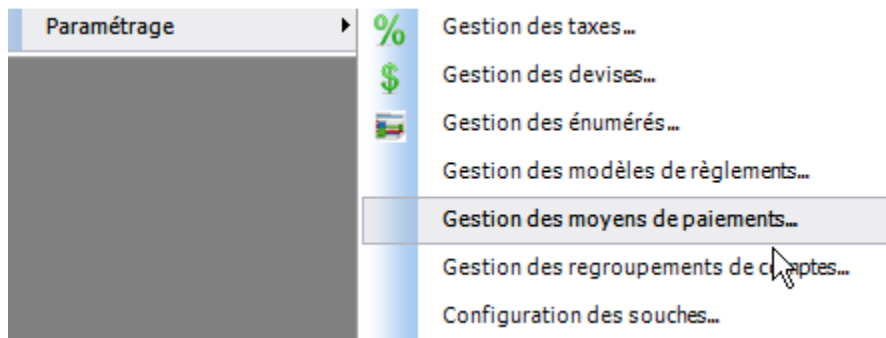 Paramétrage
Gestion des taxes...
Gestion des devises...
Gestion des énumérés...
Gestion des modèles de règlements...
Gestion des moyens de paiements...
Gestion des regroupements de comptes...
Configuration des souches...